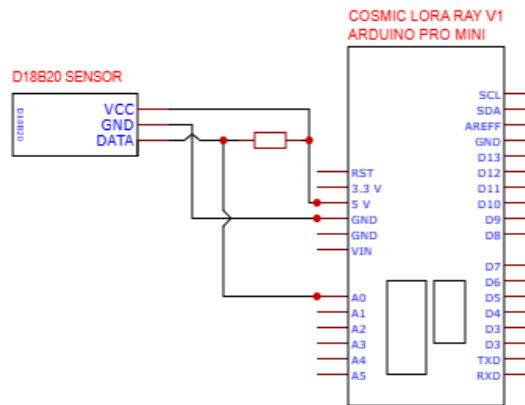 COSMIC LORA RAY V1
ARDUINO PRO MINI
D18B20 SENSOR
D18B20
VCC
GND
DATA
RST
3.3 V
5 V
GND
GND
VIN
A0
A1
A2
A3
A4
A5
SCL
SDA
AREFF
GND
D13
D12
D11
D10
D9
D8
D7
D6
D5
D4
D3
D3
TXD
RXD